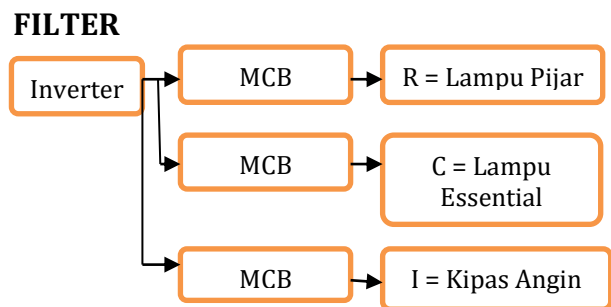 FILTER
Inverter
MCB
R = Lampu Pijar
MCB
C = Lampu
Essential
MCB
I = Kipas Angin